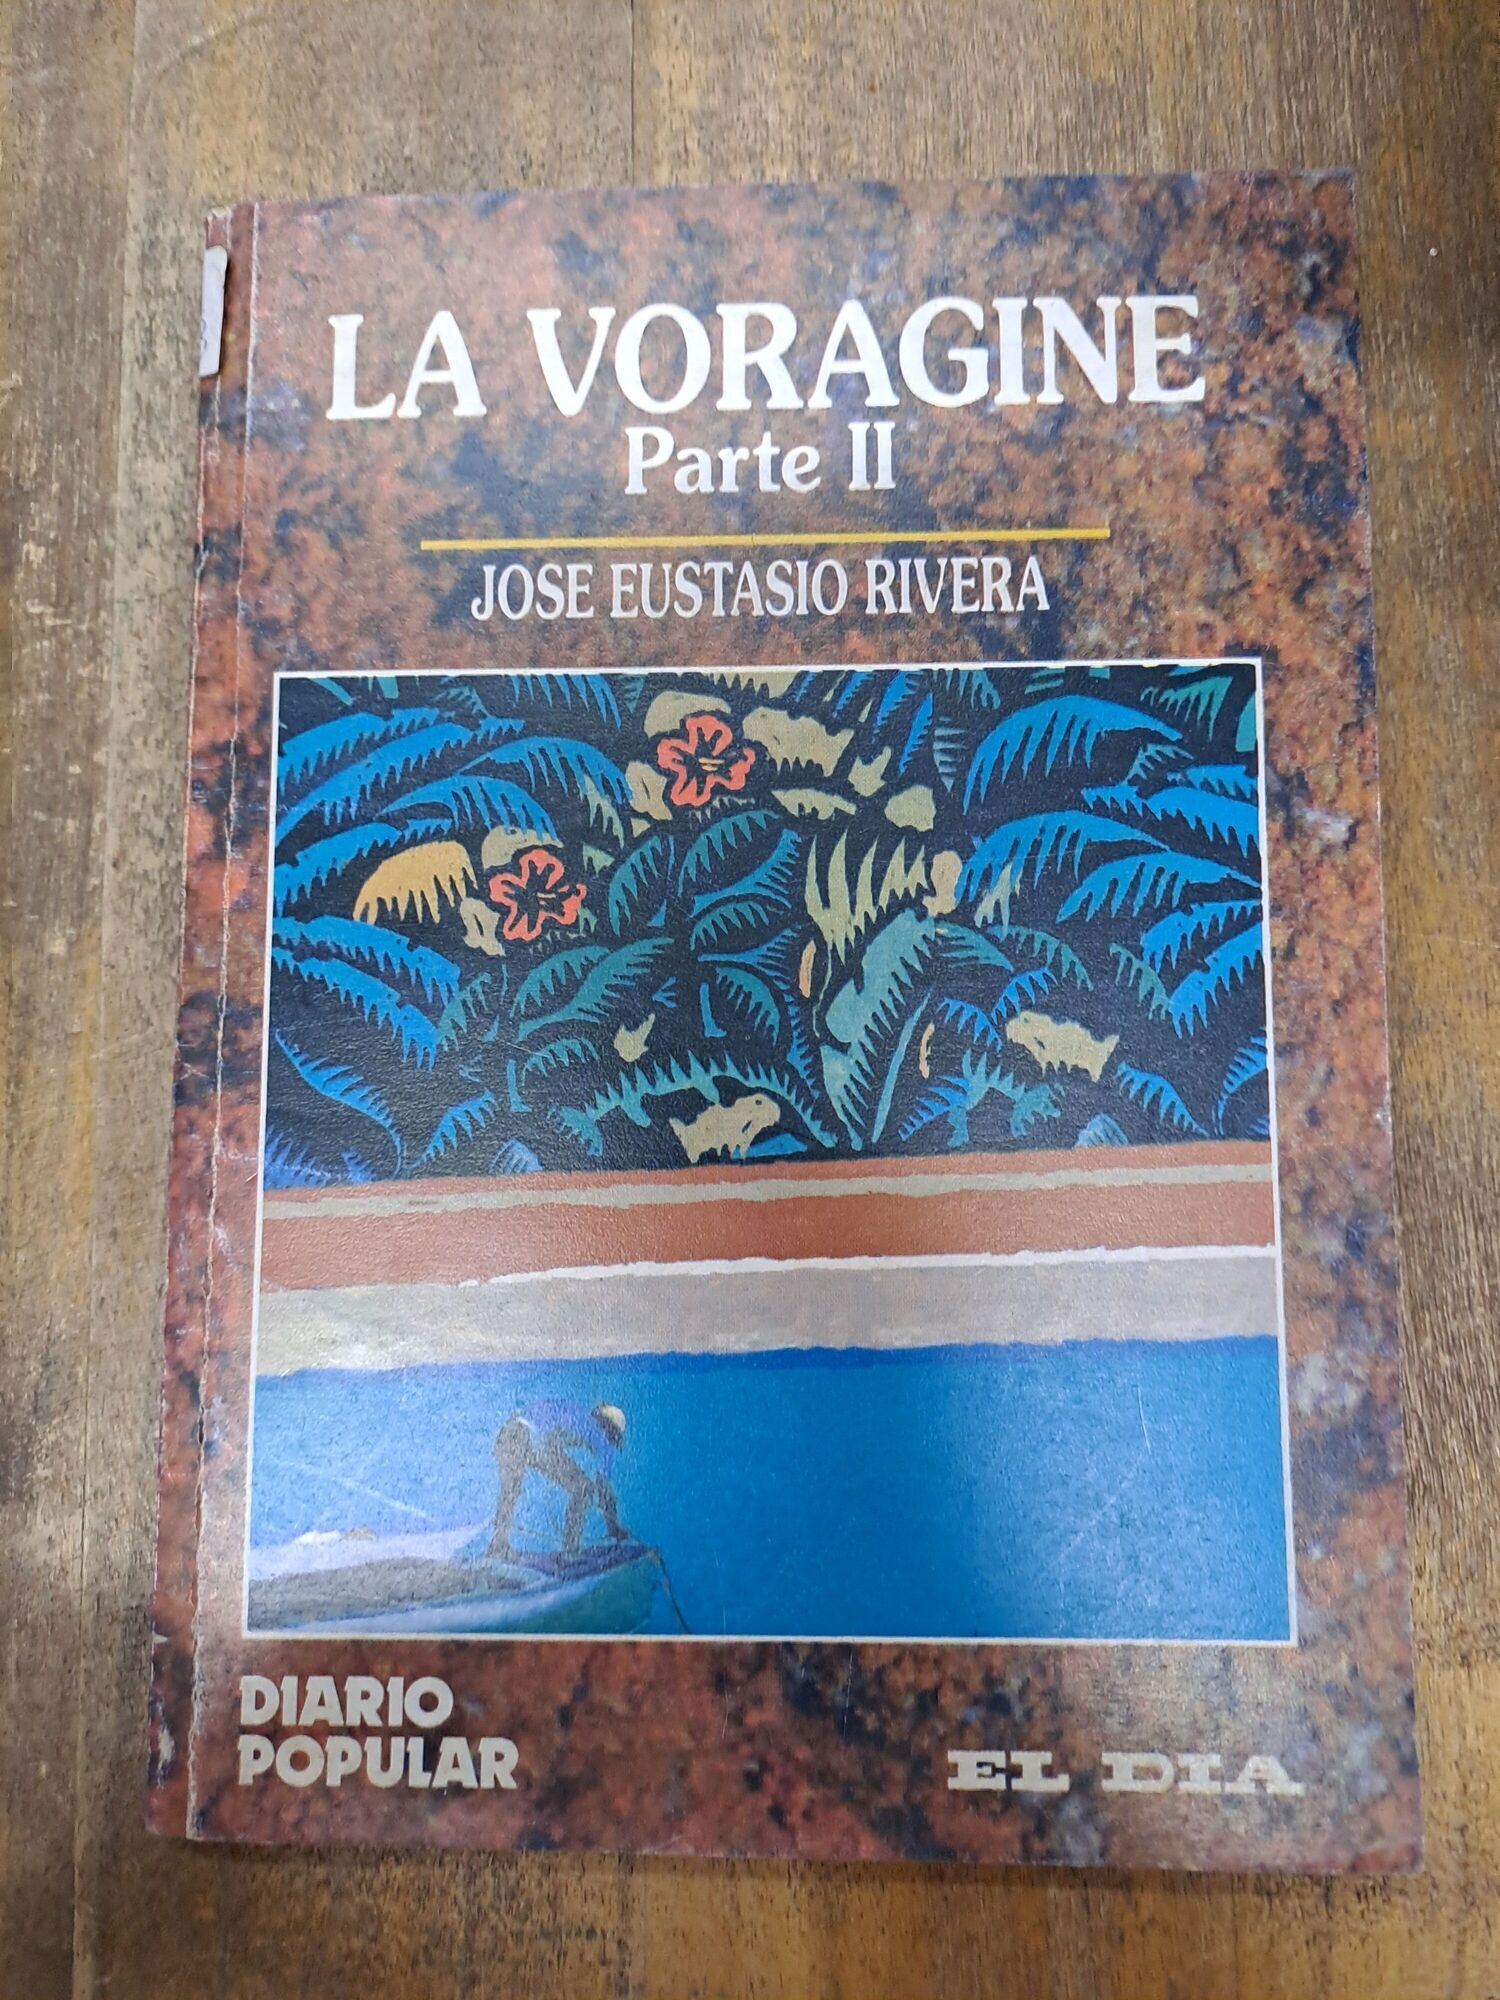 LA VORAGINE
Parte II
JOSE EUSTASIO RIVERA
DIARIO
POPULAR
EL DIA